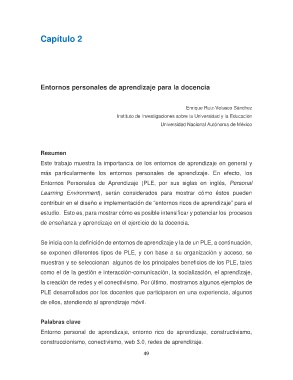 Capítulo 2
Entornos personales de aprendizaje para la docencia
Enrique Ruiz-Velasco Sánchez
Instituto de Investigaciones sobre la Universidad y la Educación
Universidad Nacional Autónoma de México
Resumen
Este trabajo muestra la importancia de los entornos de aprendizaje en general y
más particularmente los entornos personales de aprendizaje. En efecto, los
Entornos Personales de Aprendizaje (PLE, por sus siglas en inglés, Personal
Learning Environment), serán considerados para mostrar cómo éstos pueden
contribuir en el diseño e implementación de “entornos ricos de aprendizaje” para el
estudio. Esto es, para mostrar cómo es posible intensificar y potenciar los procesos
de enseñanza y aprendizaje en el ejercicio de la docencia.
Se inicia con la definición de entornos de aprendizaje y la de un PLE, a continuación,
se exponen diferentes tipos de PLE, y con base a su organización y acceso, se
muestran y se seleccionan algunos de los principales beneficios de los PLE, tales
como el de la gestión e interacción-comunicación, la socialización, el aprendizaje,
la creación de redes y el conectivismo. Por último, mostramos algunos ejemplos de
PLE desarrollados por los docentes que participaron en una experiencia, algunos
de ellos, atendiendo al aprendizaje móvil.
Palabras clave
Entorno personal de aprendizaje, entorno rico de aprendizaje, constructivismo,
construccionismo, conectivismo, web 3.0, redes de aprendizaje.
49